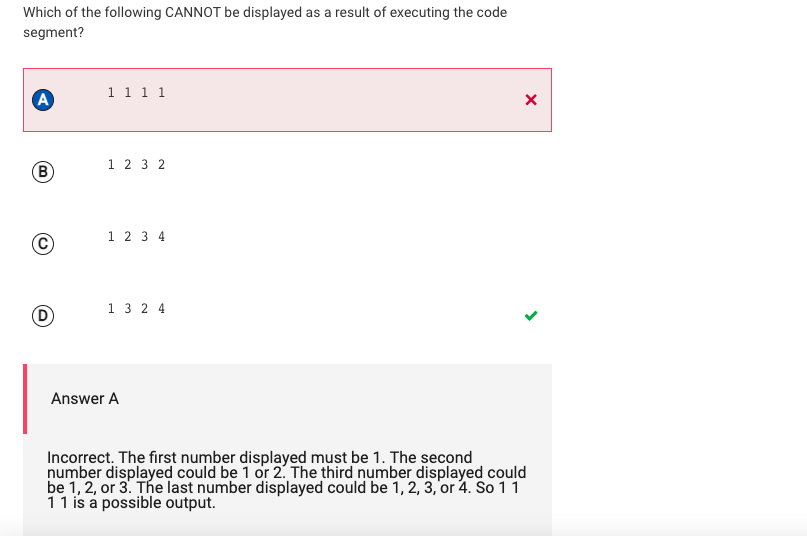 Which of the following CANNOT be displayed as a result of executing the code
segment?
A 1 1 1 1
B 1 2 3 2
C 1 2 3 4
D 1 3 2 4
Answer A
Incorrect. The first number displayed must be 1. The second
number displayed could be 1 or 2. The third number displayed could
be 1, 2, or 3. The last number displayed could be 1, 2, 3, or 4. So 1 1
1 1 is a possible output.